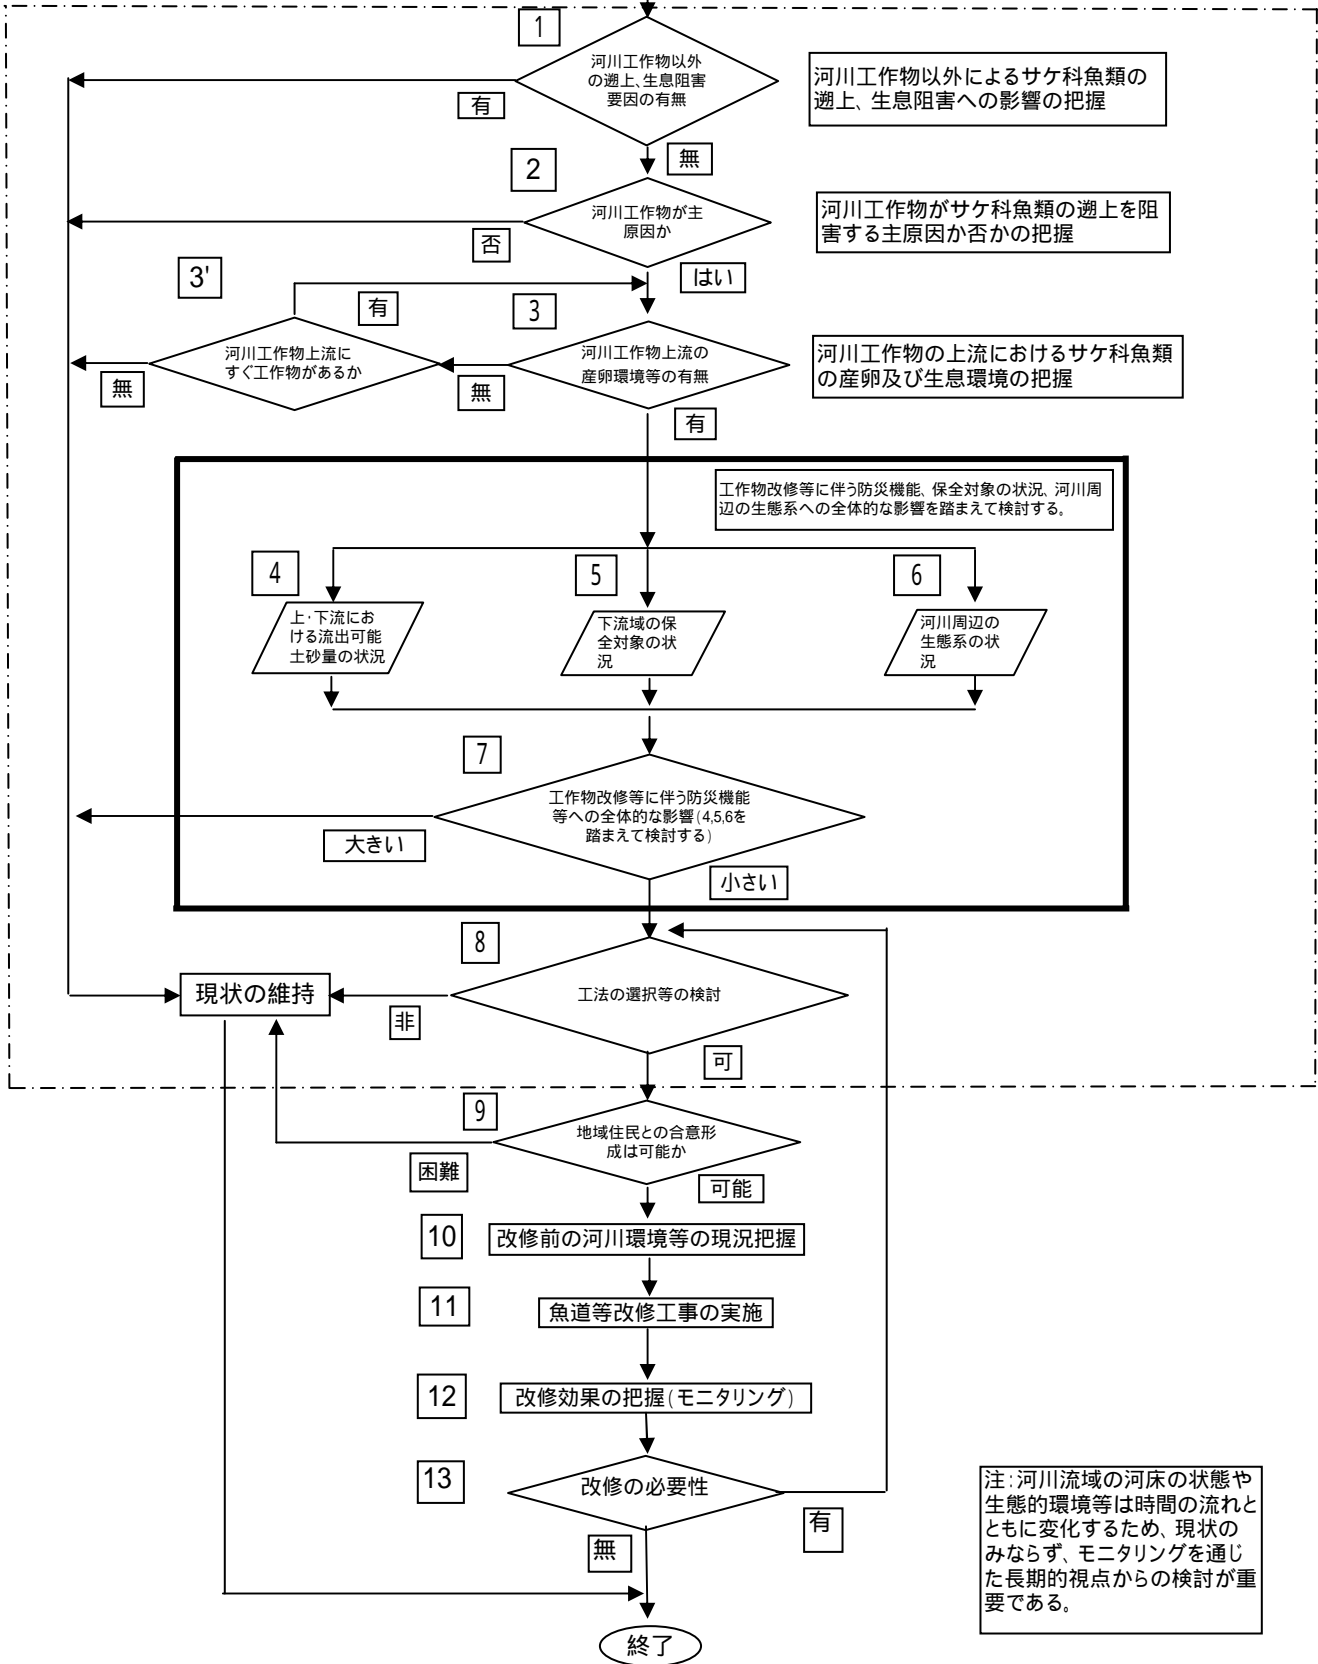 1
河川工作物以外
の遡上、生息阻害
要因の有無
有
無
河川工作物以外によるサケ科魚類の
遡上、生息阻害への影響の把握
2
河川工作物が主
原因か
否
はい
河川工作物がサケ科魚類の遡上を阻
害する主原因か否かの把握
3'
有
河川工作物上流に
すぐ工作物があるか
無
3
河川工作物上流の
産卵環境等の有無
無
有
河川工作物の上流におけるサケ科魚類
の産卵及び生息環境の把握
工作物改修等に伴う防災機能、保全対象の状況、河川周
辺の生態系への全体的な影響を踏まえて検討する。
4
上・下流にお
ける流出可能
土砂量の状況
5
下流域の保
全対象の状
況
6
河川周辺の
生態系の状
況
7
工作物改修等に伴う防災機能
等への全体的な影響(4,5,6を
踏まえて検討する)
大きい
小さい
8
工法の選択等の検討
現状の維持
非
可
9
地域住民との合意形
成は可能か
困難
可能
10
改修前の河川環境等の現況把握
11
魚道等改修工事の実施
12
改修効果の把握(モニタリング)
13
改修の必要性
有
無
終了
注:河川流域の河床の状態や
生態的環境等は時間の流れと
ともに変化するため、現状の
みならず、モニタリングを通じ
た長期的視点からの検討が重
要である。